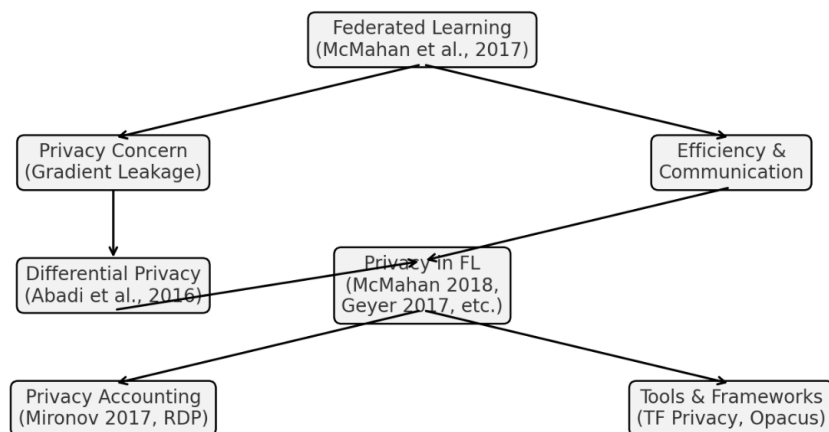 Federated Learning
(McMahan et al., 2017)
Privacy Concern
(Gradient Leakage)
Efficiency &
Communication
Differential Privacy
(Abadi et al., 2016)
Privacy in FL
(McMahan 2018,
Geyer 2017, etc.)
Privacy Accounting
(Mironov 2017, RDP)
Tools & Frameworks
(TF Privacy, Opacus)